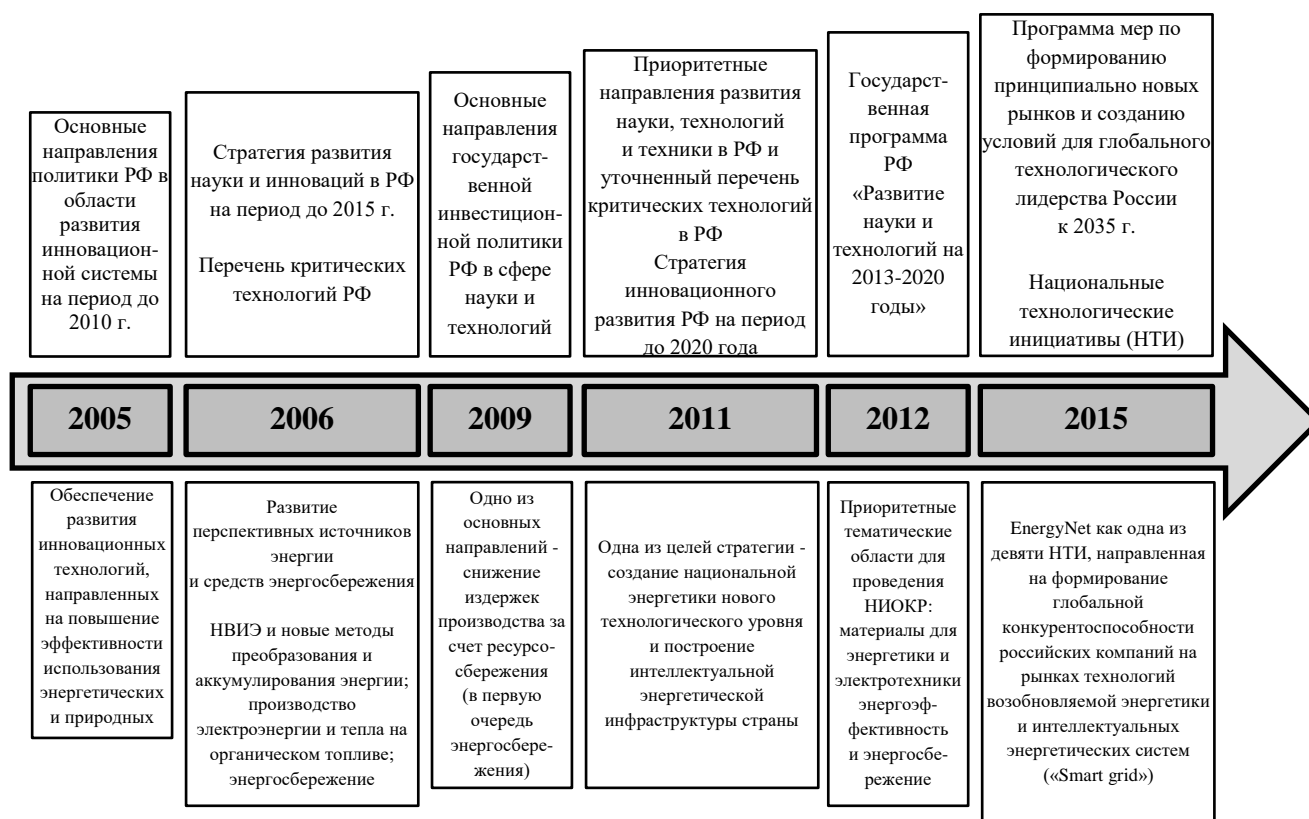 Основные
направления
политики РФ в
области
развития
инновацион-
ной системы
на период до
2010 г.
Стратегия развития
науки и инноваций в РФ
на период до 2015 г.
Перечень критических
технологий РФ
Основные
направления
государст-
венной
инвестицион-
ной политики
РФ в сфере
науки и
технологий
Приоритетные
направления развития
науки, технологий
и техники в РФ и
уточненный перечень
критических технологий
в РФ
Стратегия
инновационного
развития РФ на период
до 2020 года
Государст-
венная
программа
РФ
«Развитие
науки и
технологий на
2013-2020
годы»
Программа мер по
формированию
принципиально новых
рынков и созданию
условий для глобального
технологического
лидерства России
к 2035 г.
Национальные
технологические
инициативы (НТИ)
2005
2006
2009
2011
2012
2015
Обеспечение
развития
инновационных
технологий,
направленных
на повышение
эффективности
использования
энергетических
и природных
Развитие
перспективных источников
энергии
и средств энергосбережения
НВИЭ и новые методы
преобразования и
аккумулирования энергии;
производство
электроэнергии и тепла на
органическом топливе;
энергосбережение
Одно из
основных
направлений -
снижение
издержек
производства за
счет ресурсо-
сбережения
(в первую
очередь
энергосбере-
жения)
Одна из целей стратегии -
создание национальной
энергетики нового
технологического уровня
и построение
интеллектуальной
энергетической
инфраструктуры страны
Приоритетные
тематические
области для
проведения
НИОКР:
материалы для
энергетики и
электротехники
энергоэф-
фективность
и энергосбе-
режение
EnergyNet как одна из
девяти НТИ, направленная
на формирование
глобальной
конкурентоспособности
российских компаний на
рынках технологий
возобновляемой энергетики
и интеллектуальных
энергетических систем
(«Smart grid»)